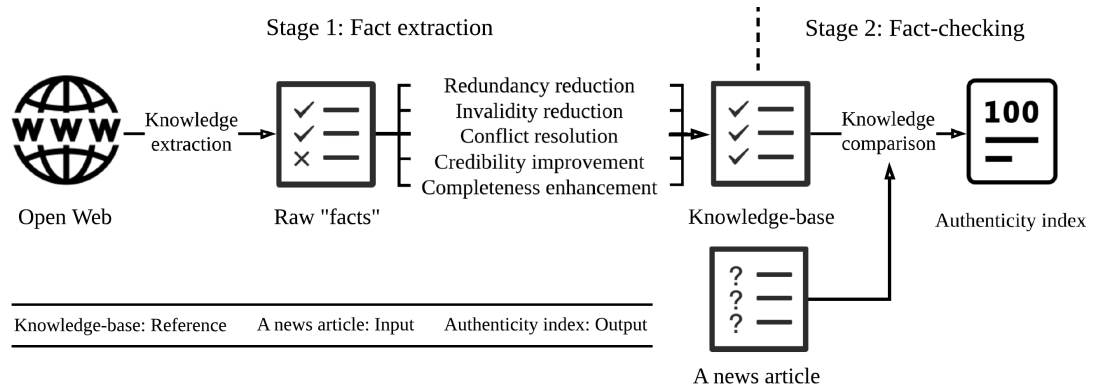 Stage 1: Fact extraction
Stage 2: Fact-checking
WWW
Knowledge
extraction
Redundancy reduction
Invalidity reduction
Conflict resolution
Credibility improvement
Completeness enhancement
Knowledge
comparison
100
Open Web
Raw "facts"
Knowledge-base
Authenticity index
? 
?
?
Knowledge-base: Reference
A news article: Input
Authenticity index: Output
A news article